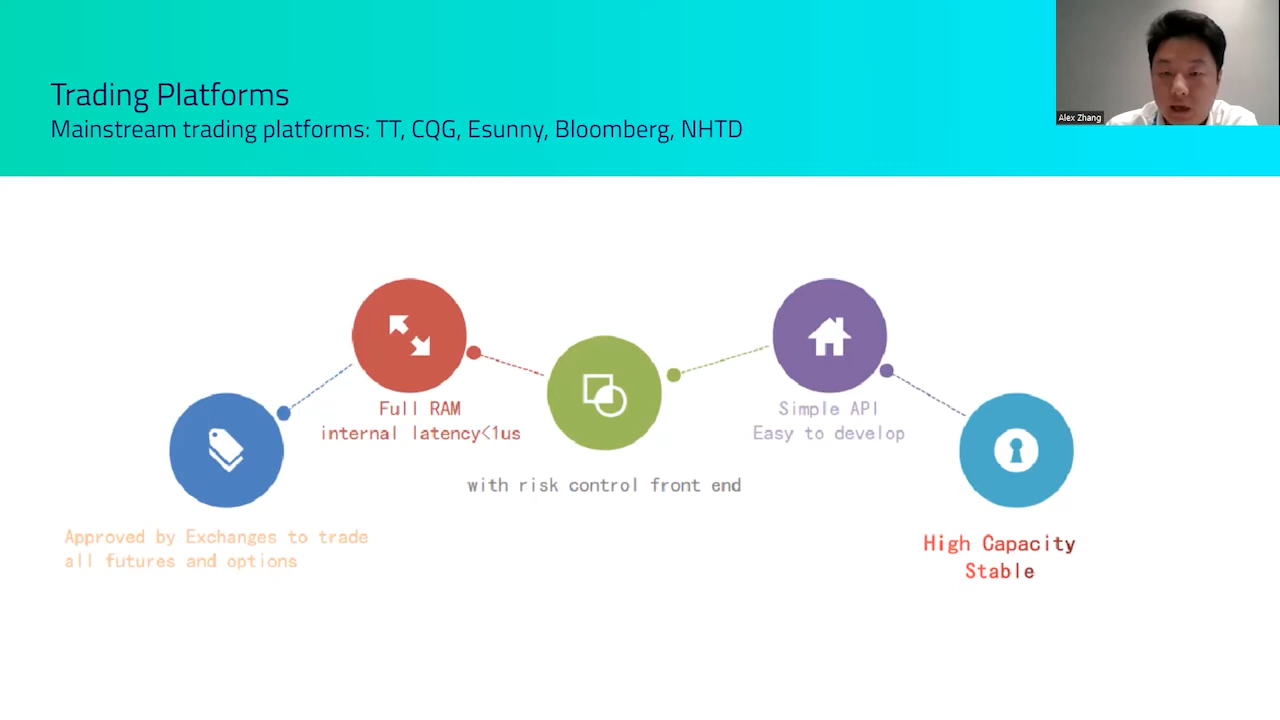 Trading Platforms
Mainstream trading platforms: TT, CQG, Esunny, Bloomberg, NHTD
Alex Zhang
Full RAM
internal latency<1us
Simple API
Easy to develop
with risk control front end
Approved by Exchanges to trade
all futures and options
High Capacity
Stable